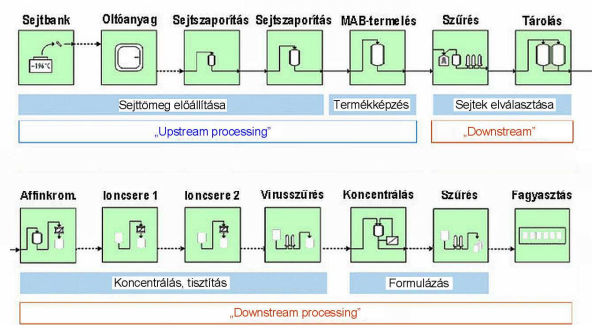 Sejtbank Oltóanyag Sejtszaporítás Sejtszaporítás MAB-termelés Szűrés Tárolás
-196°C
Sejttömeg előállítása Termékképzés Sejtek elválasztása
„Upstream processing” „Downstream”
Affinkrom. Ioncsere 1 Ioncsere 2 Vírusszűrés Koncentrálás Szűrés Fagyasztás
Koncentrálás, tisztítás Formulázás
„Downstream processing”